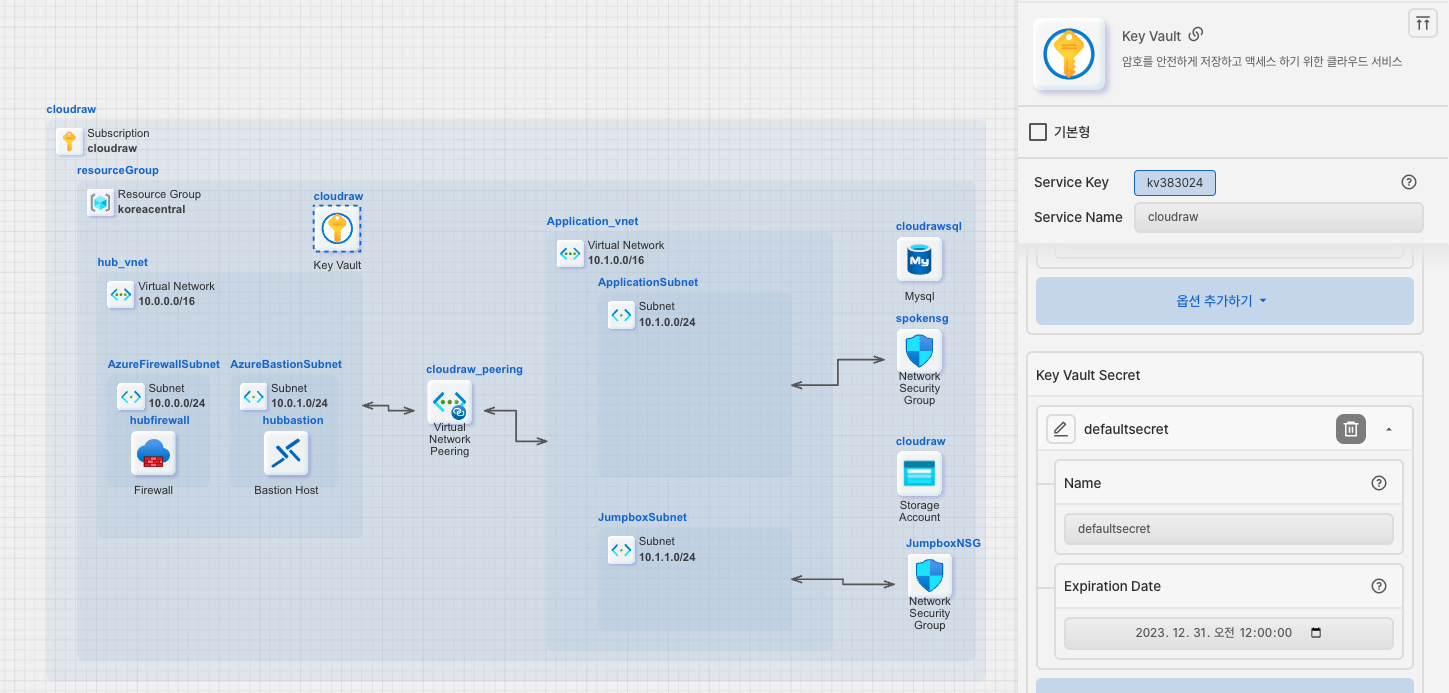 cloudraw
Subscription
cloudraw
resourceGroup
Resource Group
koreacentral
cloudraw
Key Vault
hub_vnet
Virtual Network
10.0.0.0/16
AzureFirewallSubnet
Subnet
10.0.0.0/24
hubfirewall
Firewall
AzureBastionSubnet
Subnet
10.0.1.0/24
hubbastion
Bastion Host
cloudraw_peering
Virtual
Network
Peering
Application_vnet
Virtual Network
10.1.0.0/16
ApplicationSubnet
Subnet
10.1.0.0/24
JumpboxSubnet
Subnet
10.1.1.0/24
cloudrawsql
My
Mysql
spokensg
Network
Security
Group
cloudraw
Storage
Account
JumpboxNSG
Network
Security
Group
Key Vault
암호를 안전하게 저장하고 액세스 하기 위한 클라우드 서비스
기본형
Service Key
kv383024
Service Name
cloudraw
옵션 추가하기
Key Vault Secret
defaultsecret
Name
defaultsecret
Expiration Date
2023. 12. 31. 오전 12:00:00